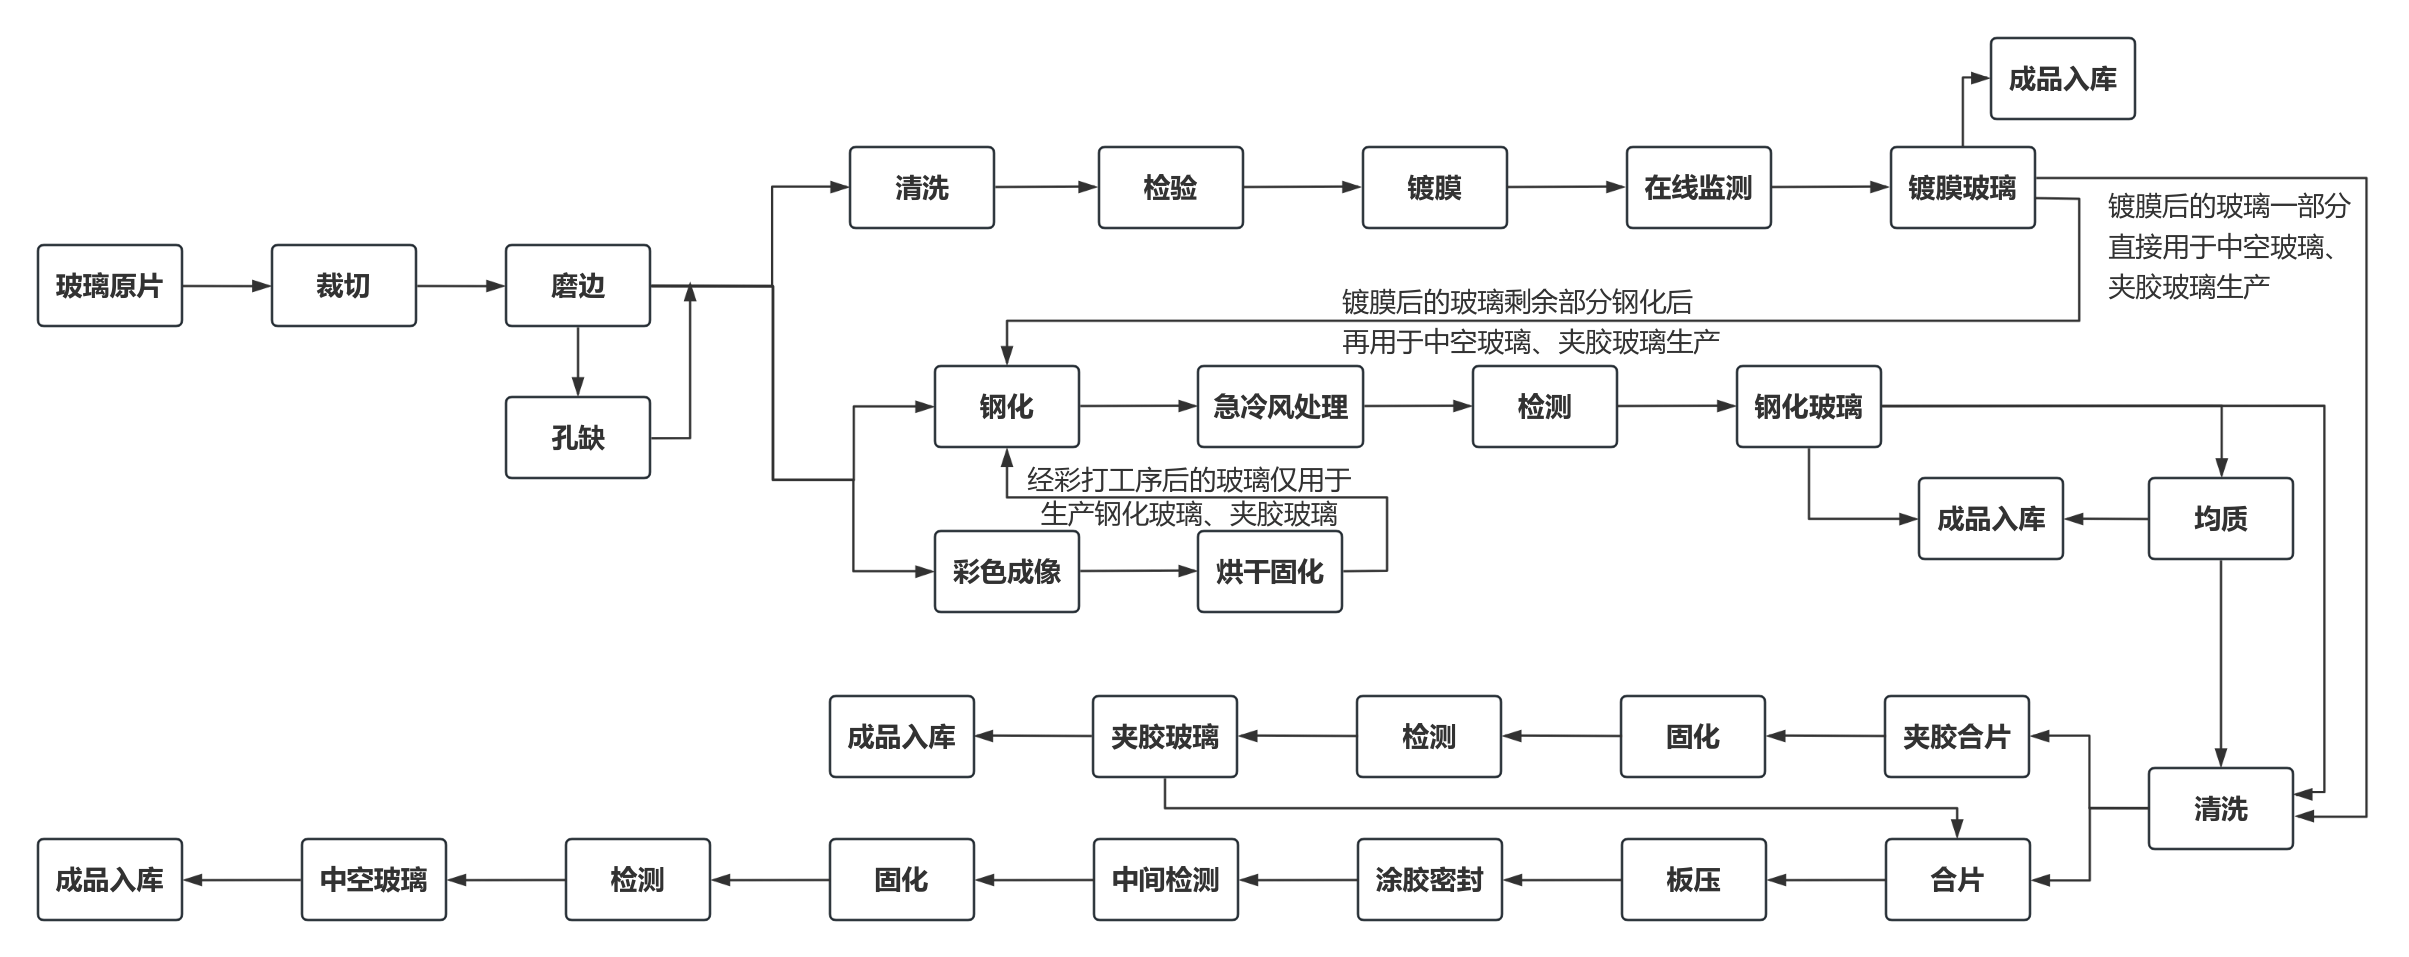 成品入库
清洗
检验
镀膜
在线监测
镀膜玻璃
镀膜后的玻璃一部分
直接用于中空玻璃、
夹胶玻璃生产
玻璃原片
裁切
磨边
镀膜后的玻璃剩余部分钢化后
再用于中空玻璃、夹胶玻璃生产
孔缺
钢化
急冷风处理
检测
钢化玻璃
经彩打工序后的玻璃仅用于
生产钢化玻璃、夹胶玻璃
成品入库
均质
彩色成像
烘干固化
成品入库
夹胶玻璃
检测
固化
夹胶合片
清洗
成品入库
中空玻璃
检测
固化
中间检测
涂胶密封
板压
合片